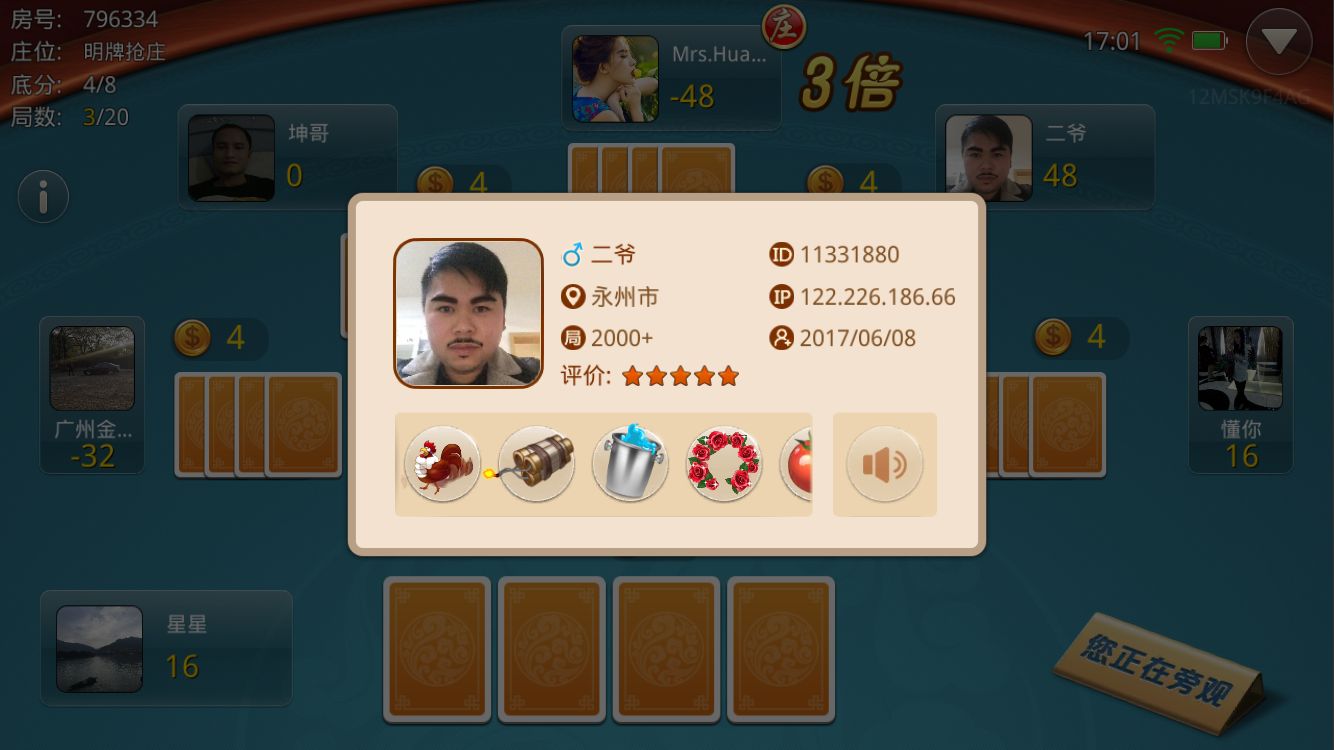 房号: 796334
庄位: 明牌抢庄
底分: 4/8
局数: 3/20
Mrs.Hua...
-48
庄
3倍
17:01
坤哥
0
二爷
48
4
4
二爷
ID 11331880
永州市
IP 122.226.186.66
局 2000+
2017/06/08
评价:
广州金...
-32
4
4
懂你
16
星星
16
您正在旁观